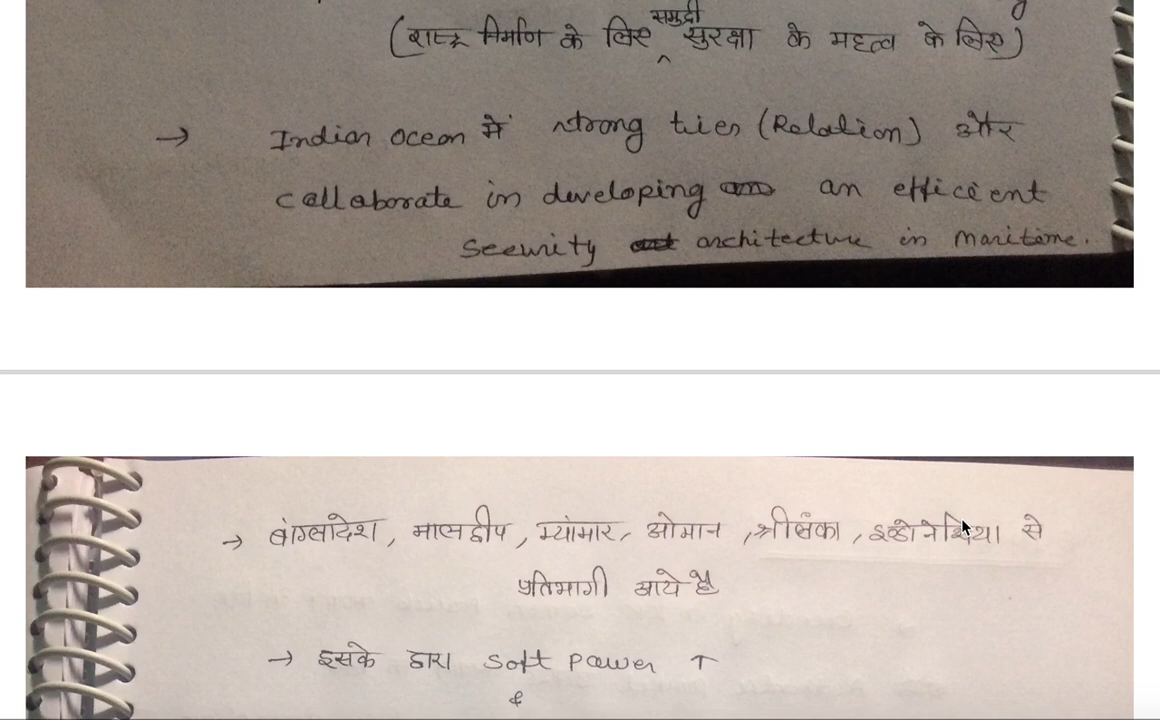 (राष्ट्र निर्माण के लिए समुद्री सुरक्षा के महत्व के लिए)
→ Indian ocean में strong ties (Relation) और
collaborate in developing an efficient
Security architecture in maritime.
→ बांग्लादेश, मालद्वीप, म्यांमार, ओमान, श्रीलंका, इण्डोनेशिया से
प्रतिभागी आये हैं
→ इसके द्वारा Soft Power ↑
&